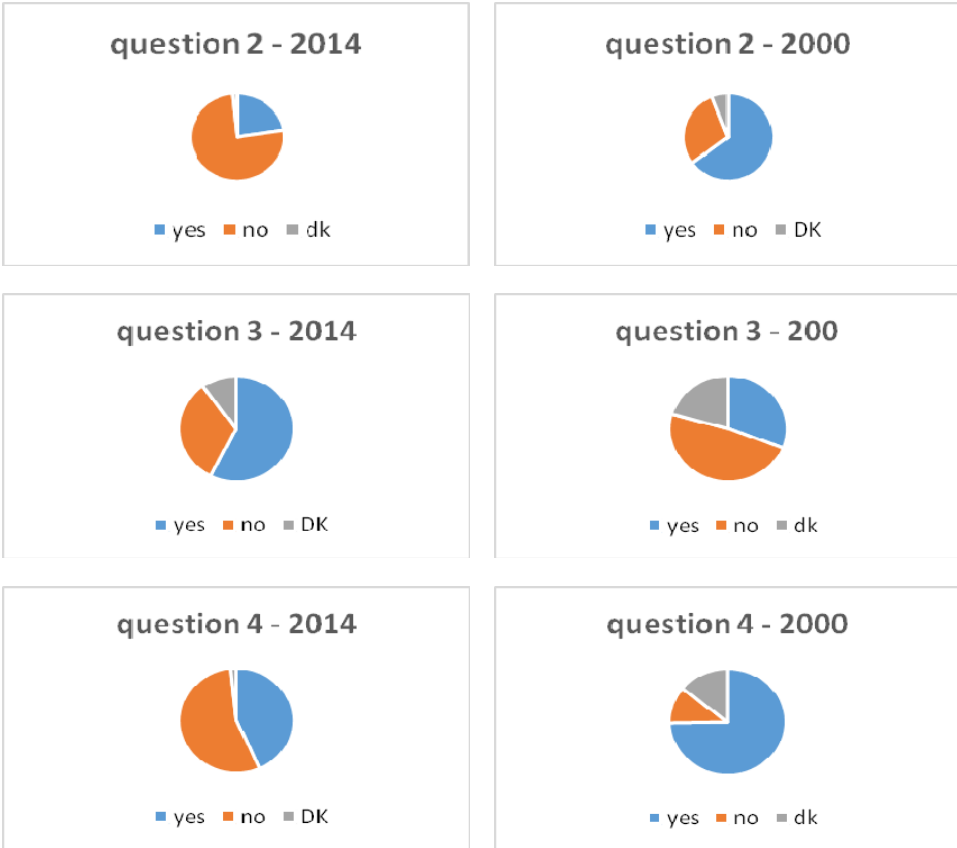 question 2 - 2014
yes no dk
question 2 - 2000
yes no DK
question 3 - 2014
yes no DK
question 3 - 200
yes no dk
question 4 - 2014
yes no DK
question 4 - 2000
yes no dk